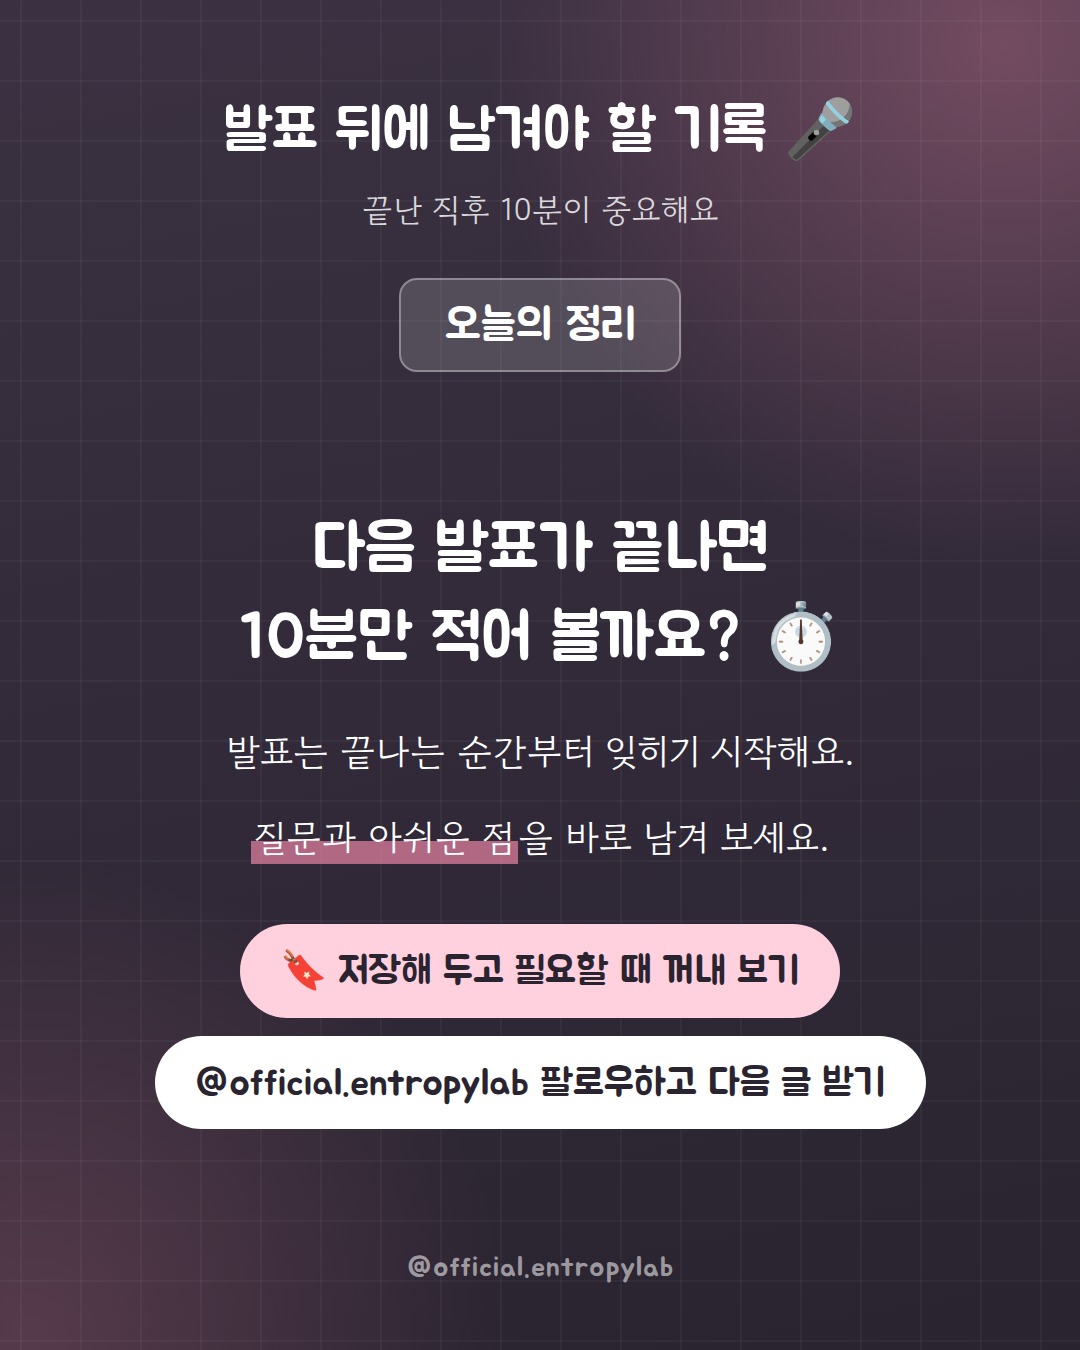 발표 뒤에 남겨야 할 기록 🎤
끝난 직후 10분이 중요해요
오늘의 정리
다음 발표가 끝나면
10분만 적어 볼까요? ⏱️
발표는 끝나는 순간부터 잊히기 시작해요.
질문과 아쉬운 점을 바로 남겨 보세요.
🔖 저장해 두고 필요할 때 꺼내 보기
@official.entropylab 팔로우하고 다음 글 받기
@official.entropylab